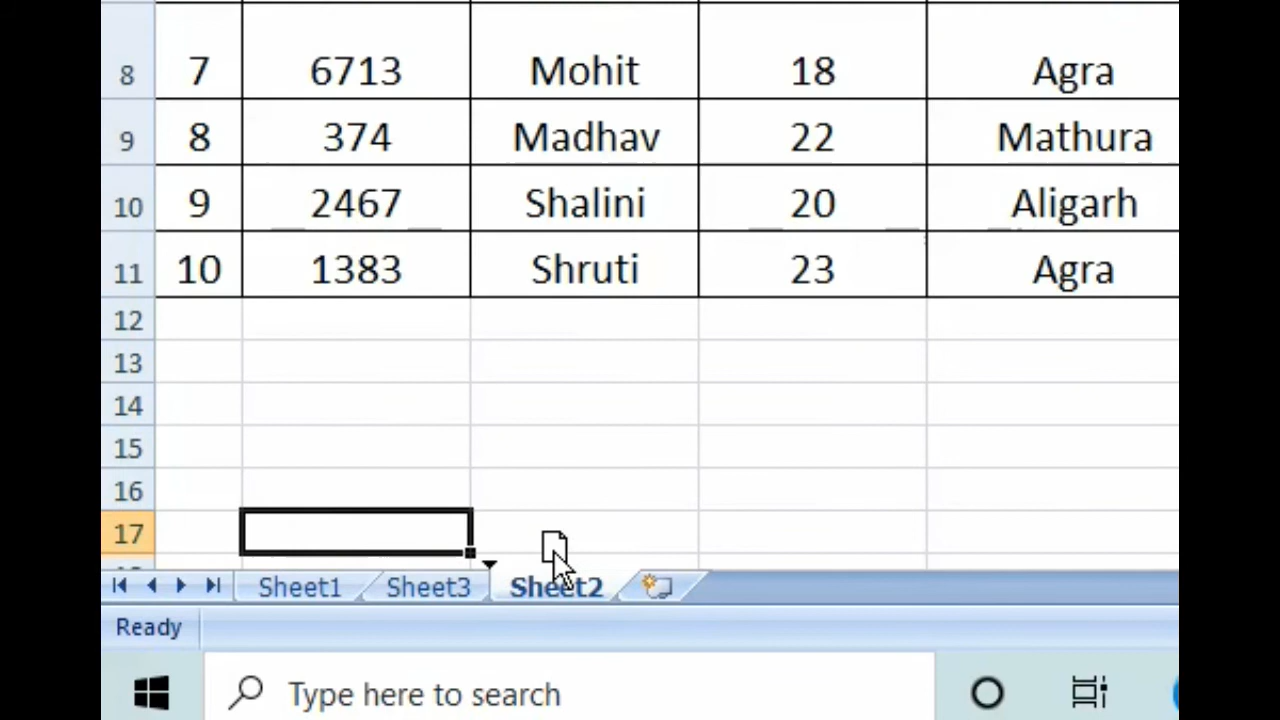 8 7 6713 Mohit 18 Agra
9 8 374 Madhav 22 Mathura
10 9 2467 Shalini 20 Aligarh
11 10 1383 Shruti 23 Agra
12
13
14
15
16
17
Sheet1 Sheet3 Sheet2
Ready
Type here to search